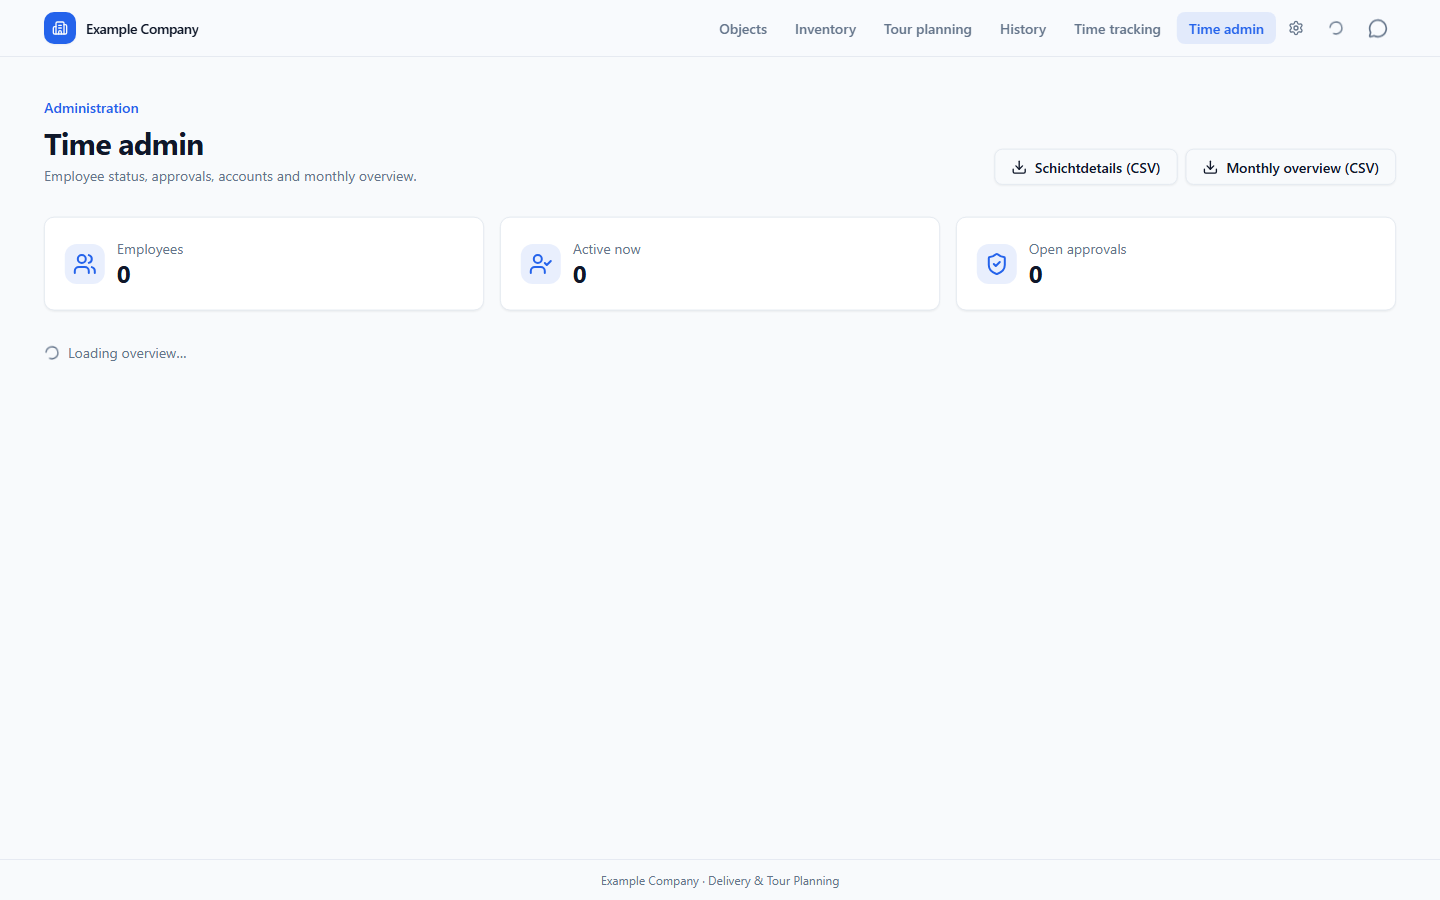 Example Company
Objects
Inventory
Tour planning
History
Time tracking
Time admin
Administration
Time admin
Employee status, approvals, accounts and monthly overview.
Schichtdetails (CSV)
Monthly overview (CSV)
Employees
0
Active now
0
Open approvals
0
Loading overview...
Example Company · Delivery & Tour Planning